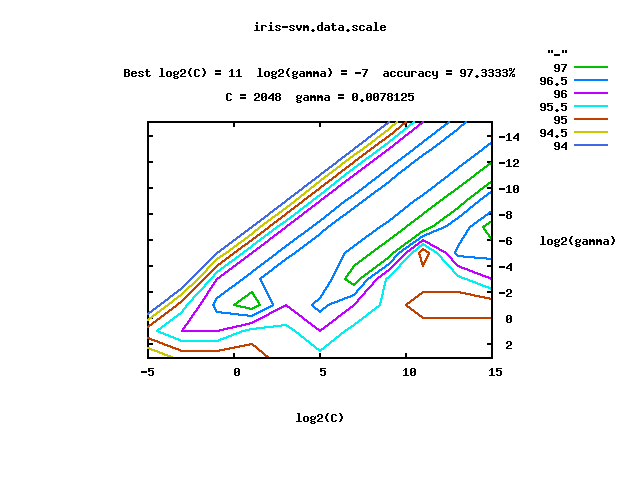 iris-svm.data.scale
Best log2(C) = 11  log2(gamma) = -7  accuracy = 97.3333%
C = 2048  gamma = 0.0078125
"-"
97
96.5
96
95.5
95
94.5
94
-14
-12
-10
-8
-6
-4
-2
0
2
log2(gamma)
-5 0 5 10 15
log2(C)